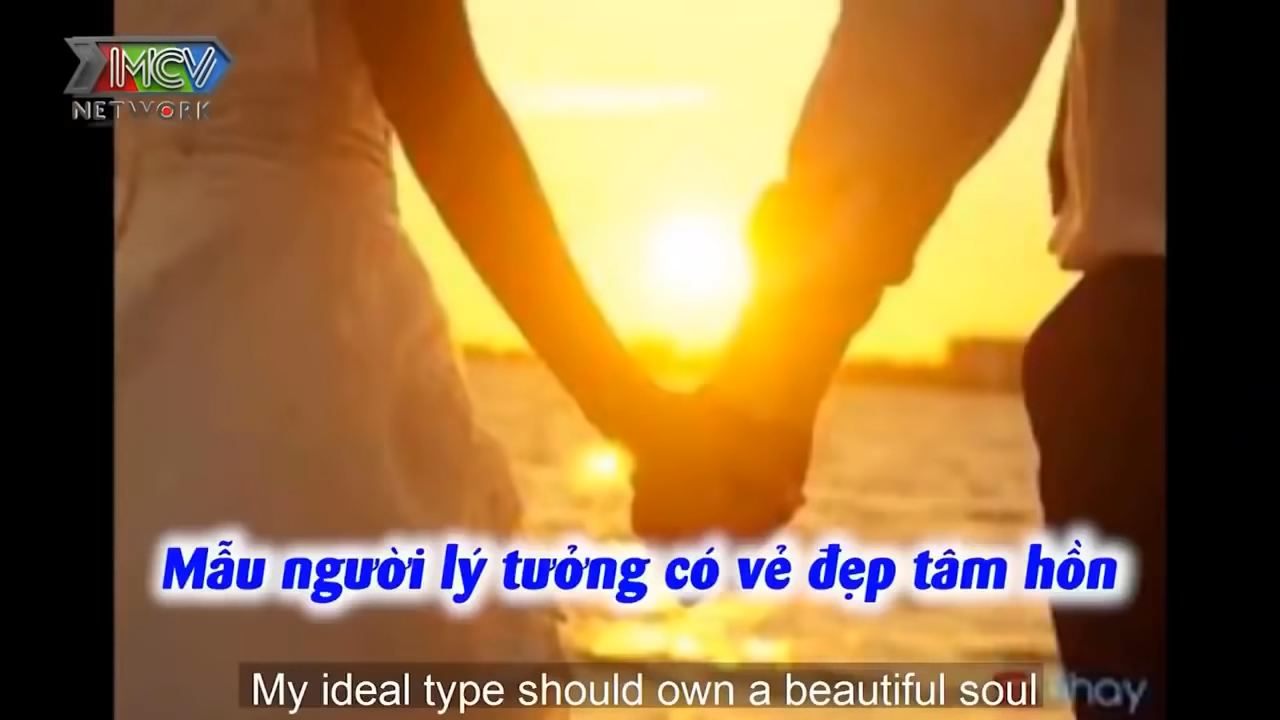 MCV
NETWORK
Mẫu người lý tưởng có vẻ đẹp tâm hồn
My ideal type should own a beautiful soul